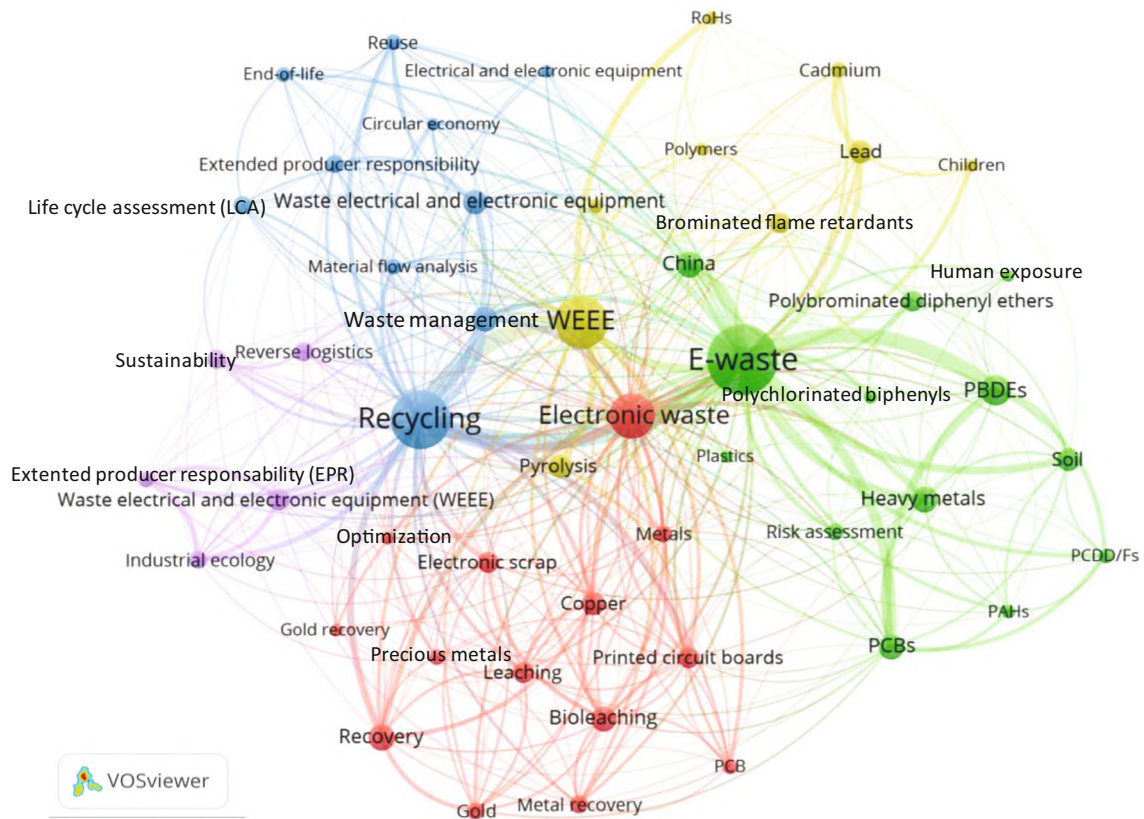 RoHs
Reuse
End-of-life
Electrical and electronic equipment
Cadmium
Circular economy
Polymers
Lead
Children
Extended producer responsibility
Life cycle assessment (LCA)
Waste electrical and electronic equipment
Brominated flame retardants
China
Material flow analysis
Human exposure
Polybrominated diphenyl ethers
Waste management
WEEE
Sustainability
Reverse logistics
E-waste
Polychlorinated biphenyls
PBDEs
Recycling
Electronic waste
Pyrolysis
Plastics
Soil
Extented producer responsability (EPR)
Waste electrical and electronic equipment (WEEE)
Heavy metals
Optimization
Metals
Risk assessment
Industrial ecology
Electronic scrap
PCDD/Fs
Copper
PAHs
Gold recovery
Precious metals
Leaching
Printed circuit boards
PCBs
Bioleaching
Recovery
PCB
VOSviewer
Gold
Metal recovery